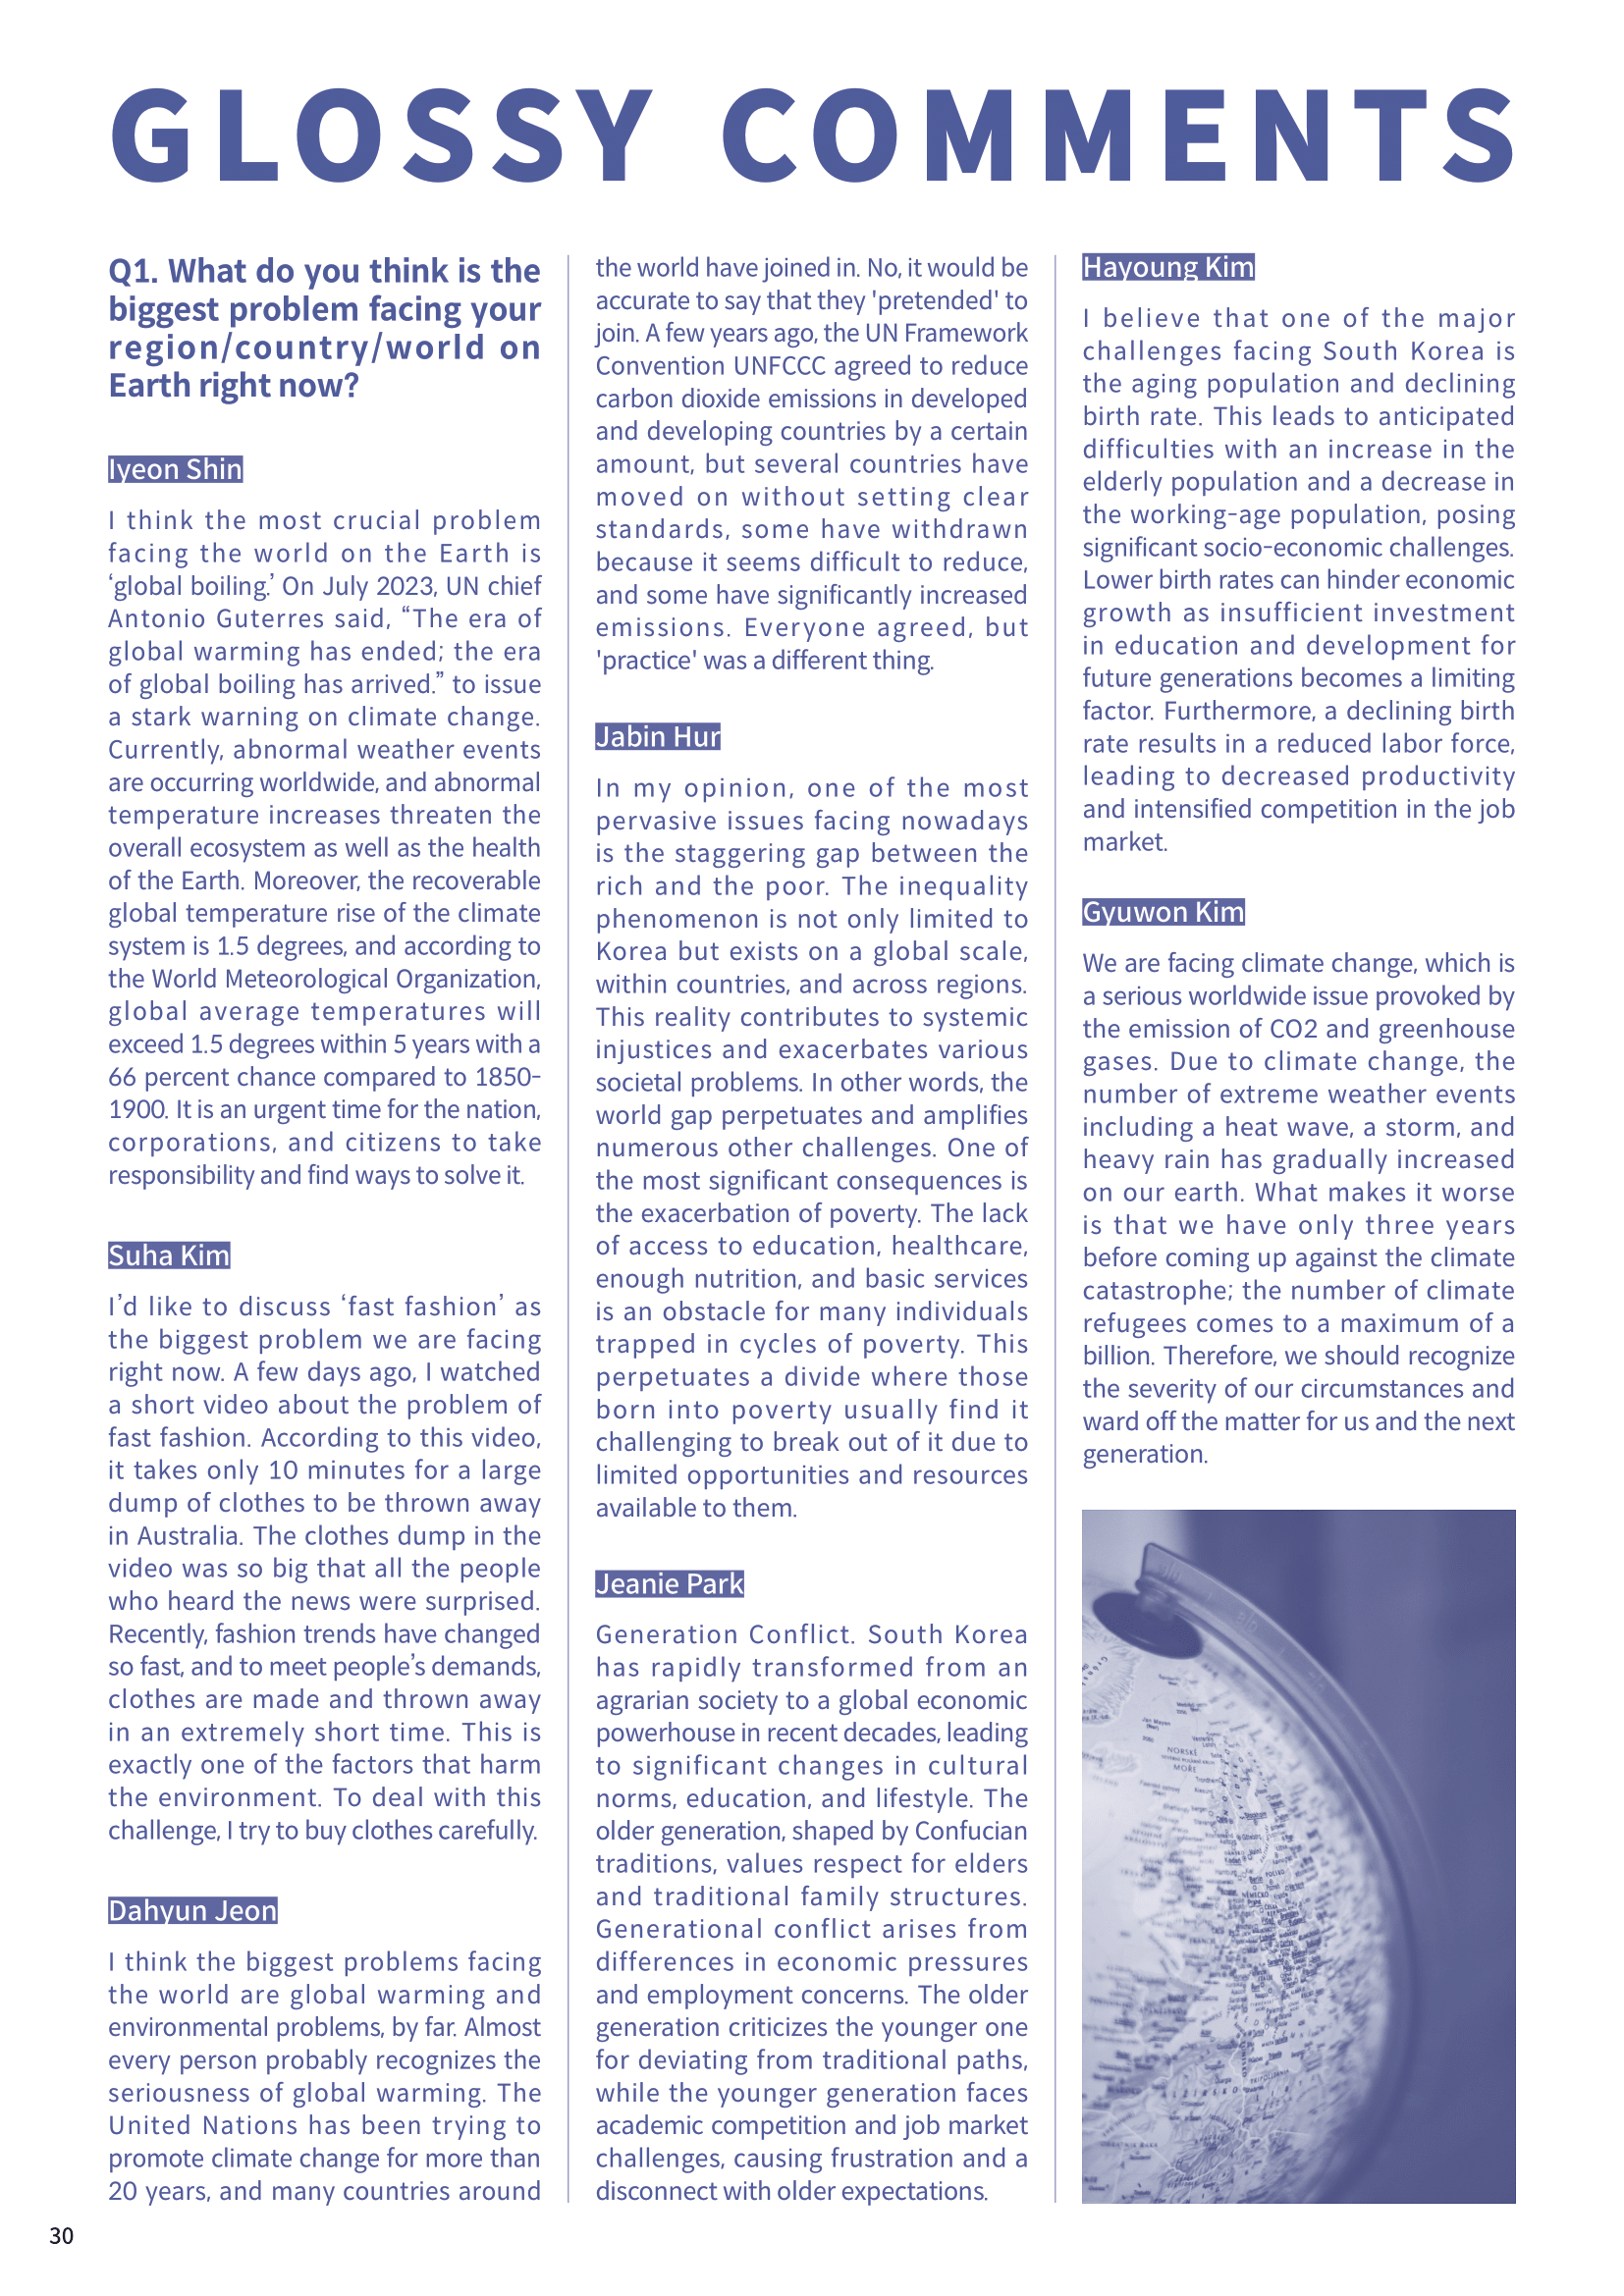 GLOSSY COMMENTS
Q1. What do you think is the
biggest problem facing your
region/country/world on
Earth right now?
Iyeon Shin
I think the most crucial problem
facing the world on the Earth is
‘global boiling.’ On July 2023, UN chief
Antonio Guterres said, “The era of
global warming has ended; the era
of global boiling has arrived.” to issue
a stark warning on climate change.
Currently, abnormal weather events
are occurring worldwide, and abnormal
temperature increases threaten the
overall ecosystem as well as the health
of the Earth. Moreover, the recoverable
global temperature rise of the climate
system is 1.5 degrees, and according to
the World Meteorological Organization,
global average temperatures will
exceed 1.5 degrees within 5 years with a
66 percent chance compared to 1850-
1900. It is an urgent time for the nation,
corporations, and citizens to take
responsibility and find ways to solve it.
Suha Kim
I’d like to discuss ‘fast fashion’ as
the biggest problem we are facing
right now. A few days ago, I watched
a short video about the problem of
fast fashion. According to this video,
it takes only 10 minutes for a large
dump of clothes to be thrown away
in Australia. The clothes dump in the
video was so big that all the people
who heard the news were surprised.
Recently, fashion trends have changed
so fast, and to meet people’s demands,
clothes are made and thrown away
in an extremely short time. This is
exactly one of the factors that harm
the environment. To deal with this
challenge, I try to buy clothes carefully.
Dahyun Jeon
I think the biggest problems facing
the world are global warming and
environmental problems, by far. Almost
every person probably recognizes the
seriousness of global warming. The
United Nations has been trying to
promote climate change for more than
20 years, and many countries around
the world have joined in. No, it would be
accurate to say that they 'pretended' to
join. A few years ago, the UN Framework
Convention UNFCCC agreed to reduce
carbon dioxide emissions in developed
and developing countries by a certain
amount, but several countries have
moved on without setting clear
standards, some have withdrawn
because it seems difficult to reduce,
and some have significantly increased
emissions. Everyone agreed, but
'practice' was a different thing.
Jabin Hur
In my opinion, one of the most
pervasive issues facing nowadays
is the staggering gap between the
rich and the poor. The inequality
phenomenon is not only limited to
Korea but exists on a global scale,
within countries, and across regions.
This reality contributes to systemic
injustices and exacerbates various
societal problems. In other words, the
world gap perpetuates and amplifies
numerous other challenges. One of
the most significant consequences is
the exacerbation of poverty. The lack
of access to education, healthcare,
enough nutrition, and basic services
is an obstacle for many individuals
trapped in cycles of poverty. This
perpetuates a divide where those
born into poverty usually find it
challenging to break out of it due to
limited opportunities and resources
available to them.
Jeanie Park
Generation Conflict. South Korea
has rapidly transformed from an
agrarian society to a global economic
powerhouse in recent decades, leading
to significant changes in cultural
norms, education, and lifestyle. The
older generation, shaped by Confucian
traditions, values respect for elders
and traditional family structures.
Generational conflict arises from
differences in economic pressures
and employment concerns. The older
generation criticizes the younger one
for deviating from traditional paths,
while the younger generation faces
academic competition and job market
challenges, causing frustration and a
disconnect with older expectations.
Hayoung Kim
I believe that one of the major
challenges facing South Korea is
the aging population and declining
birth rate. This leads to anticipated
difficulties with an increase in the
elderly population and a decrease in
the working-age population, posing
significant socio-economic challenges.
Lower birth rates can hinder economic
growth as insufficient investment
in education and development for
future generations becomes a limiting
factor. Furthermore, a declining birth
rate results in a reduced labor force,
leading to decreased productivity
and intensified competition in the job
market.
Gyuwon Kim
We are facing climate change, which is
a serious worldwide issue provoked by
the emission of CO2 and greenhouse
gases. Due to climate change, the
number of extreme weather events
including a heat wave, a storm, and
heavy rain has gradually increased
on our earth. What makes it worse
is that we have only three years
before coming up against the climate
catastrophe; the number of climate
refugees comes to a maximum of a
billion. Therefore, we should recognize
the severity of our circumstances and
ward off the matter for us and the next
generation.
NORSKÉ
MOŘE
30